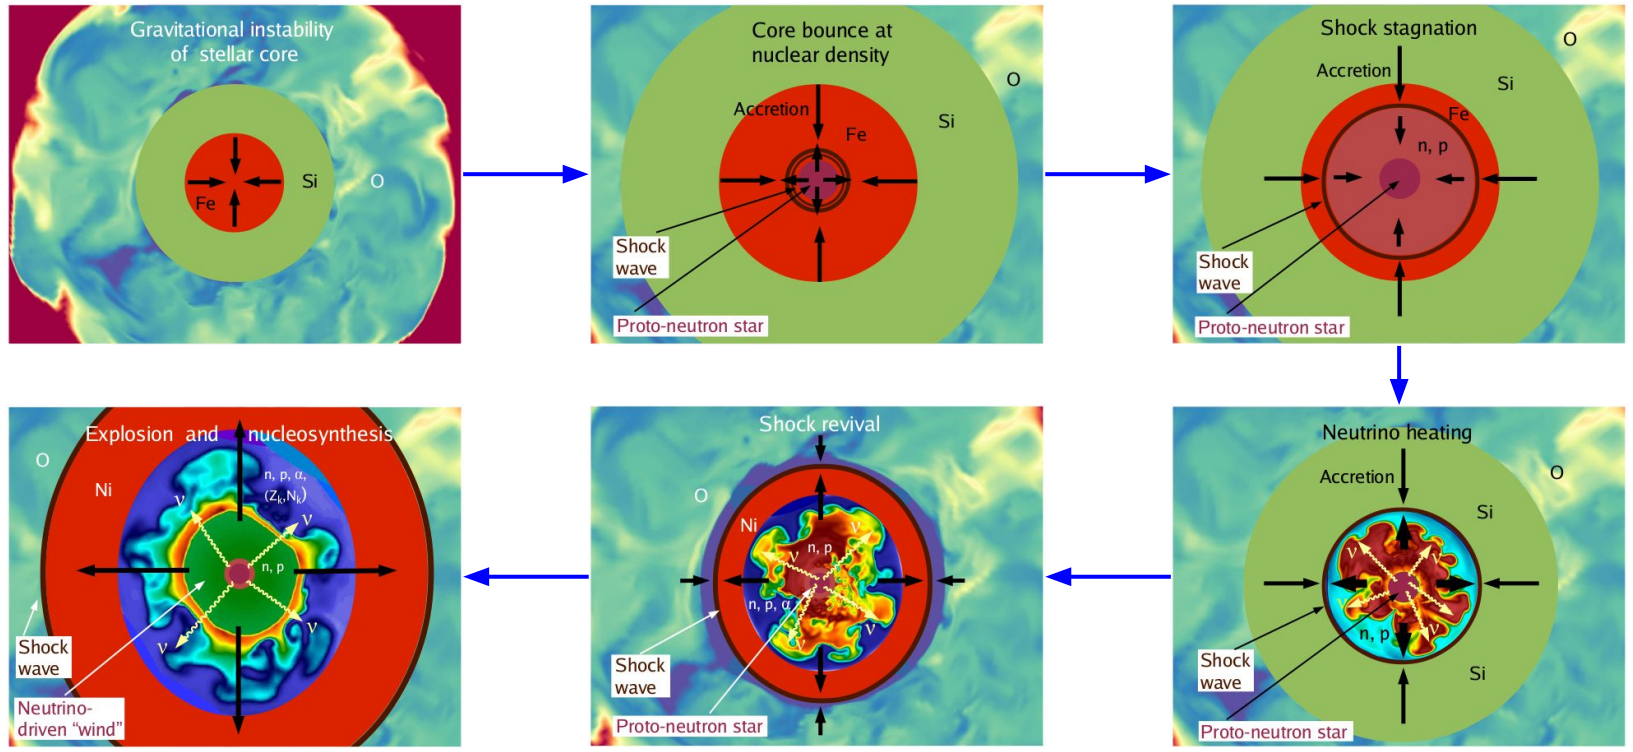 Gravitational instability
of stellar core
Si
O
Fe
Core bounce at
nuclear density
O
Accretion
Fe
Si
Shock
wave
Proto-neutron star
Shock stagnation
O
Accretion
Si
Fe
n, p
Shock
wave
Proto-neutron star
Neutrino heating
Accretion
O
Si
ν
ν
ν
ν
n, p
Shock
wave
Si
Proto-neutron star
Shock revival
O
Ni
ν
n, p
ν
n, p, α
ν
ν
Shock
wave
Proto-neutron star
Explosion and nucleosynthesis
O
Ni
n, p, α,
(Zk,Nk)
ν
ν
n, p
ν
ν
Shock
wave
Neutrino-
driven “wind”